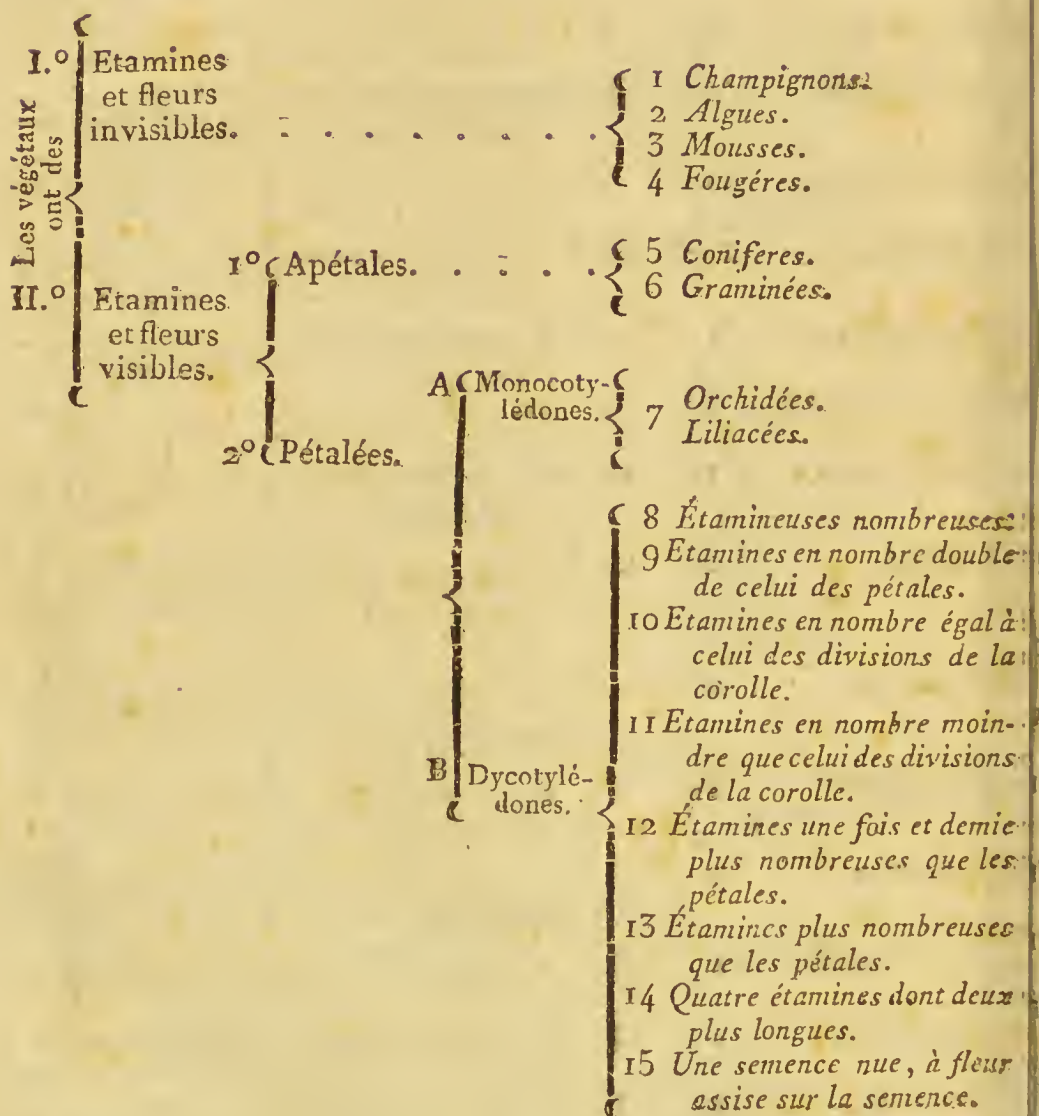 Les végétaux
ont des
I.º Etamines
et fleurs
invisibles. . . . . . . . .
1 Champignons.
2 Algues.
3 Mousses.
4 Fougéres.
II.º Etamines
et fleurs
visibles.
1º Apétales. . . . . .
5 Coniferes.
6 Graminées.
2º Pétalées.
A Monocoty-
lédones.
7 Orchidées.
Liliacées.
B Dycotylé-
dones.
8 Étamineuses nombreuses.
9 Etamines en nombre double
de celui des pétales.
10 Etamines en nombre égal à
celui des divisions de la
corolle.
11 Etamines en nombre moin-
dre que celui des divisions
de la corolle.
12 Étamines une fois et demie
plus nombreuses que les
pétales.
13 Étamines plus nombreuses
que les pétales.
14 Quatre étamines dont deux
plus longues.
15 Une semence nue, à fleur
assise sur la semence.